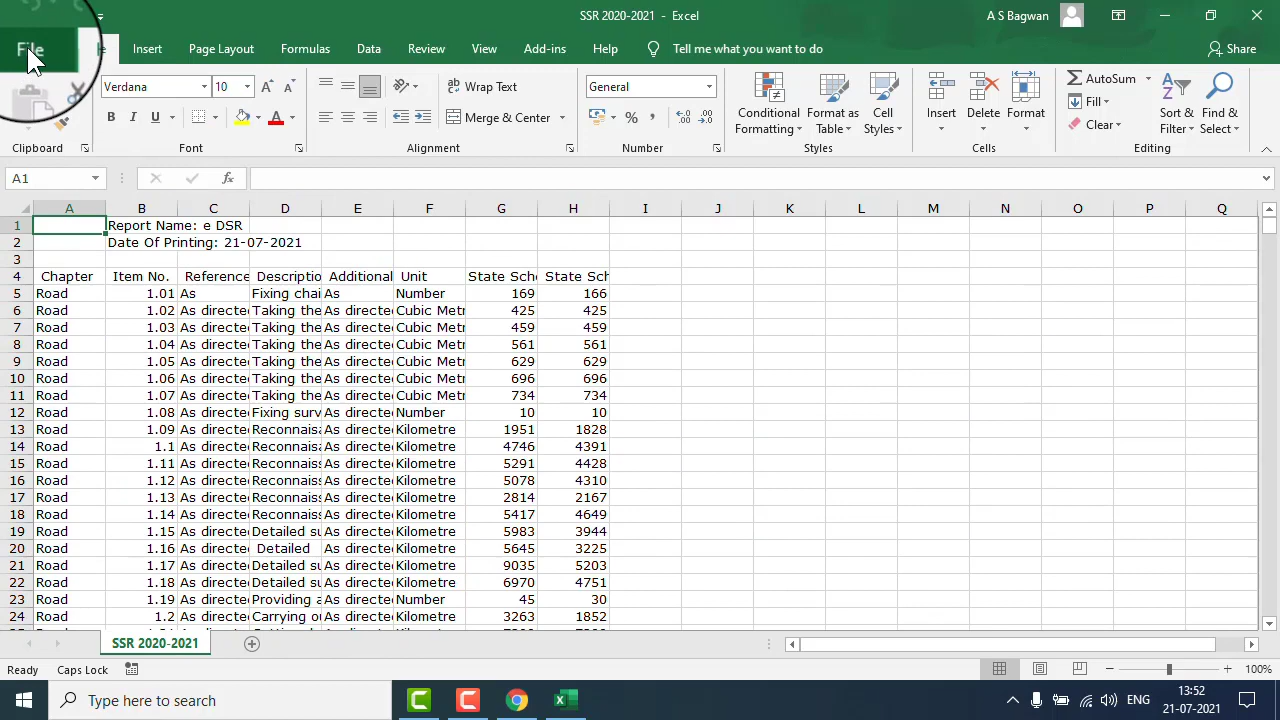 SSR 2020-2021 - Excel
A S Bagwan
File
Insert
Page Layout
Formulas
Data
Review
View
Add-ins
Help
Tell me what you want to do
Share
Verdana
10
Wrap Text
General
AutoSum
B I U
Merge & Center
Conditional Formatting
Format as Table
Cell Styles
Insert
Delete
Format
Fill
Clear
Sort & Filter
Find & Select
Clipboard
Font
Alignment
Number
Styles
Cells
Editing
A1
fx
A B C D E F G H I J K L M N O P Q
1 Report Name: e DSR
2 Date Of Printing: 21-07-2021
3
4 Chapter Item No. Reference Descriptio Additional Unit State Sch State Sch
5 Road 1.01 As Fixing chai As Number 169 166
6 Road 1.02 As directe Taking the As directe Cubic Metr 425 425
7 Road 1.03 As directe Taking the As directe Cubic Metr 459 459
8 Road 1.04 As directe Taking the As directe Cubic Metr 561 561
9 Road 1.05 As directe Taking the As directe Cubic Metr 629 629
10 Road 1.06 As directe Taking the As directe Cubic Metr 696 696
11 Road 1.07 As directe Taking the As directe Cubic Metr 734 734
12 Road 1.08 As directe Fixing surv As directe Number 10 10
13 Road 1.09 As directe Reconnaisa As directe Kilometre 1951 1828
14 Road 1.1 As directe Reconnaisa As directe Kilometre 4746 4391
15 Road 1.11 As directe Reconnaiss As directe Kilometre 5291 4428
16 Road 1.12 As directe Reconnaiss As directe Kilometre 5078 4310
17 Road 1.13 As directe Reconnaiss As directe Kilometre 2814 2167
18 Road 1.14 As directe Reconnaiss As directe Kilometre 5417 4649
19 Road 1.15 As directe Detailed su As directe Kilometre 5983 3944
20 Road 1.16 As directe Detailed As directe Kilometre 5645 3225
21 Road 1.17 As directe Detailed su As directe Kilometre 9035 5203
22 Road 1.18 As directe Detailed su As directe Kilometre 6970 4751
23 Road 1.19 As directe Providing a As directe Number 45 30
24 Road 1.2 As directe Carrying ou As directe Kilometre 3263 1852
SSR 2020-2021
Ready
Caps Lock
100%
Type here to search
ENG
13:52
21-07-2021